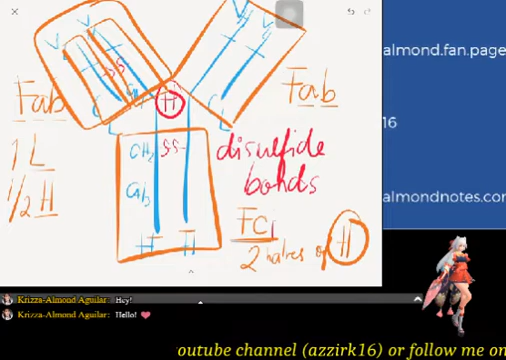 V
V
V
V
almond.fan.page
H
SS
Fab
H
Fab
L
L
1 L
1/2 H
CH2
SS
disulfide
bonds
16
CH3
almondnotes.com
FC
2 halves of H
H H
Krizza-Almond Aguilar: Hey!
Krizza-Almond Aguilar: Hello! ❤
outube channel (azzirk16) or follow me on